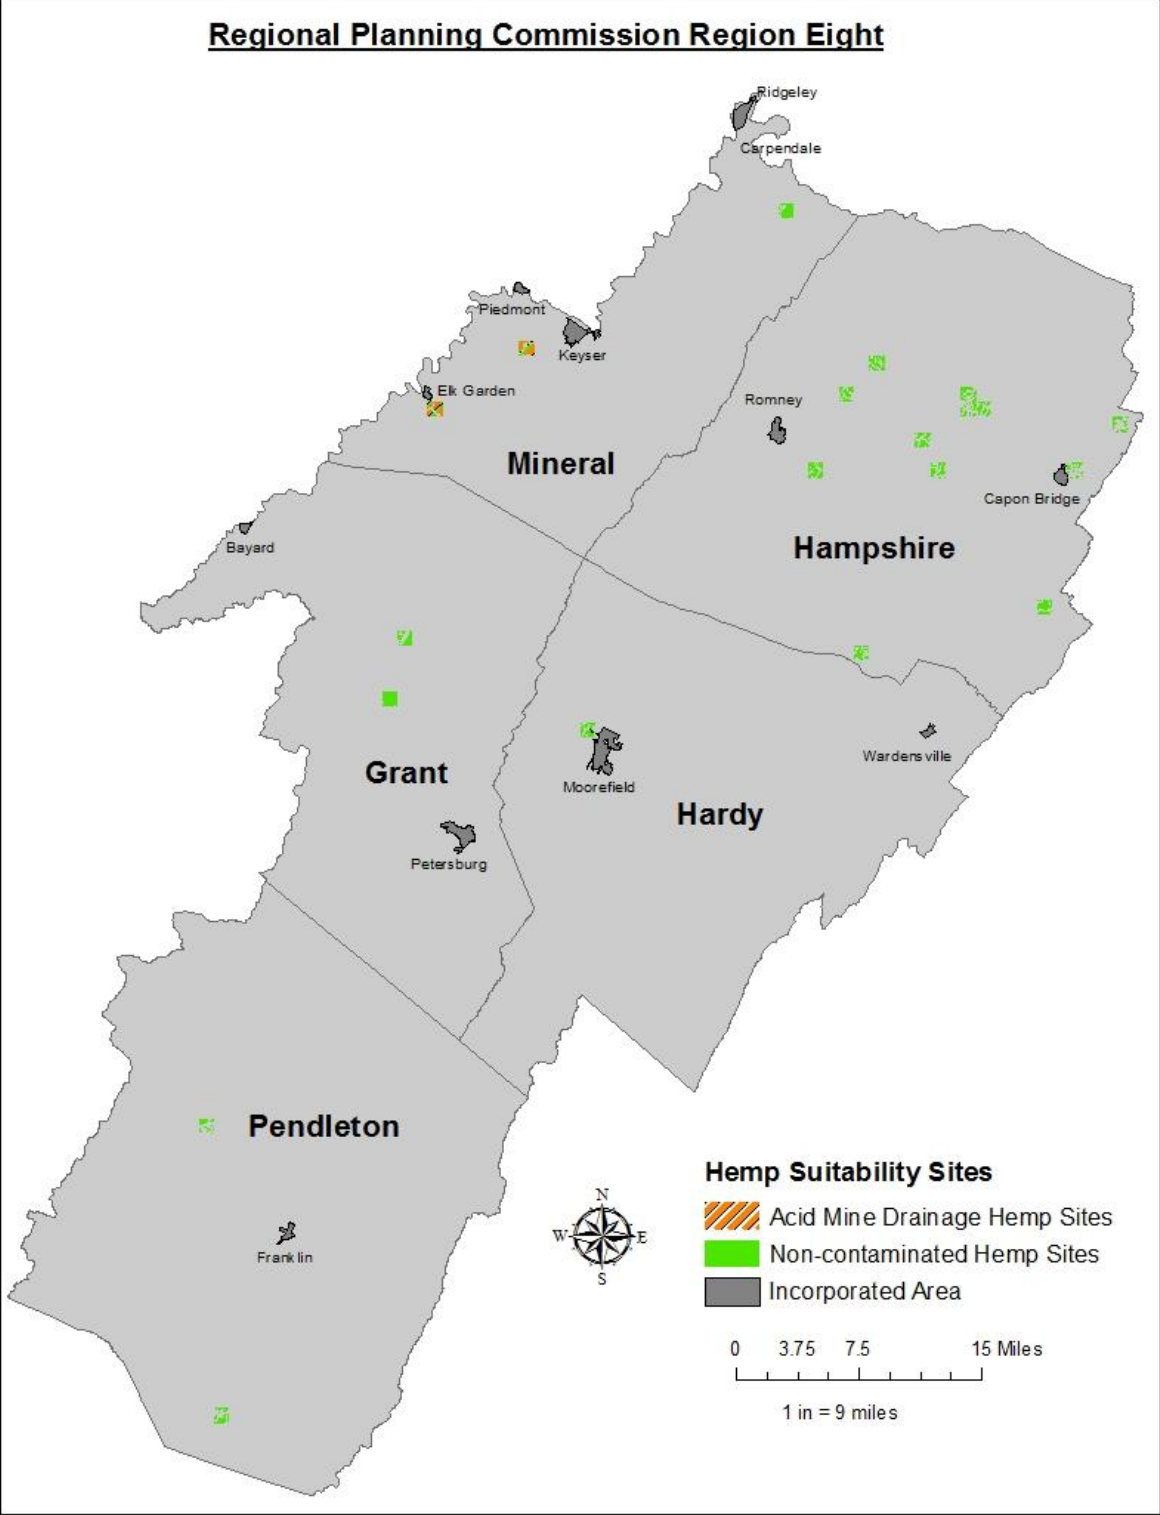 Regional Planning Commission Region Eight
Ridgeley
Carpendale
Piedmont
Keyser
Elk Garden
Romney
Mineral
Capon Bridge
Bayard
Hampshire
Wardensville
Grant
Moorefield
Hardy
Petersburg
Pendleton
Franklin
N
W
E
S
Hemp Suitability Sites
Acid Mine Drainage Hemp Sites
Non-contaminated Hemp Sites
Incorporated Area
0 3.75 7.5 15 Miles
1 in = 9 miles